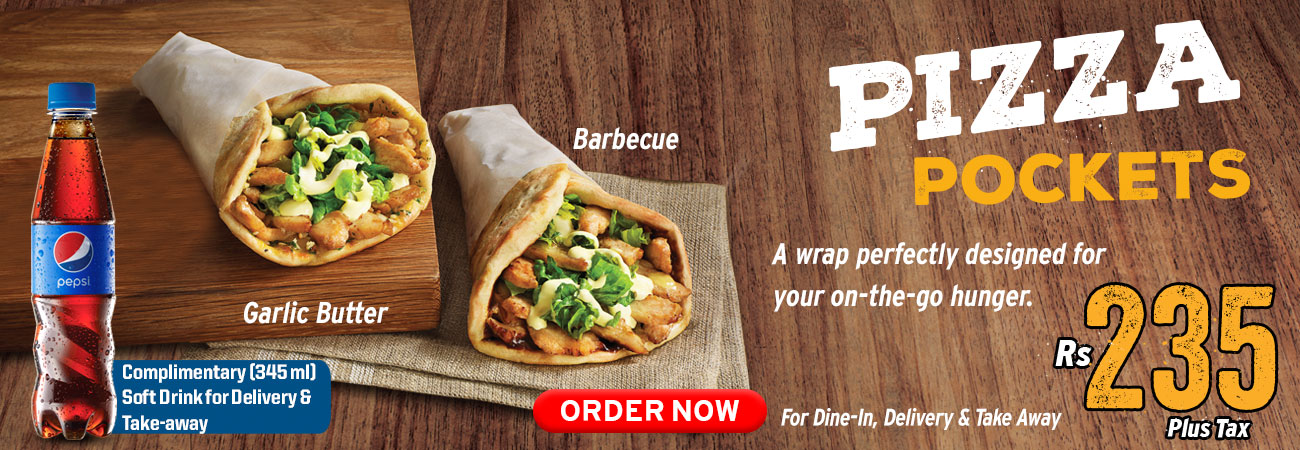 PIZZA
POCKETS
Barbecue
Garlic Butter
A wrap perfectly designed for
your on-the-go hunger.
Rs 235
Plus Tax
pepsi
Complimentary (345 ml)
Soft Drink for Delivery &
Take-away
ORDER NOW
For Dine-In, Delivery & Take Away